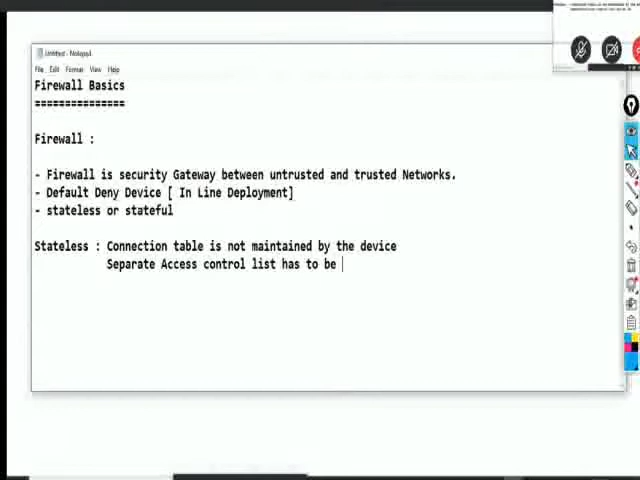 Untitled - Notepad
File Edit Format View Help
Firewall Basics
===============
Firewall :
- Firewall is security Gateway between untrusted and trusted Networks.
- Default Deny Device [ In Line Deployment]
- stateless or stateful
Stateless : Connection table is not maintained by the device
Separate Access control list has to be